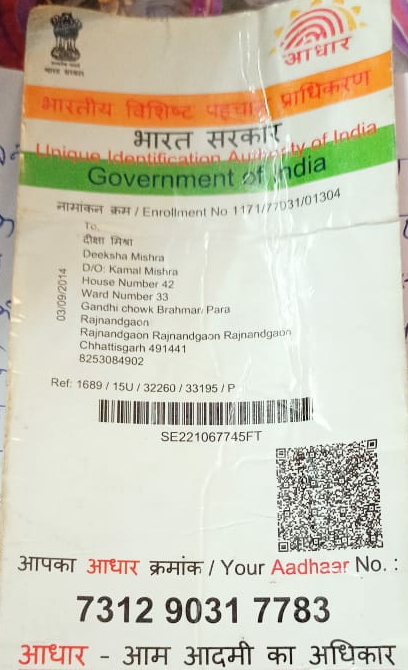 भारत सरकार
आधार
भारतीय विशिष्ट पहचान प्राधिकरण
भारत सरकार
Unique Identification Authority of India
Government of India
नामांकन क्रम / Enrollment No 1171/77031/01304
To,
दीक्षा मिश्रा
Deeksha Mishra
D/O: Kamal Mishra
House Number 42
Ward Number 33
Gandhi chowk Brahman Para
Rajnandgaon
Rajnandgaon Rajnandgaon Rajnandgaon
Chhattisgarh 491441
8253084902
03/09/2014
Ref: 1689 / 15U / 32260 / 33195 / P
SE221067745FT
आपका आधार क्रमांक / Your Aadhaar No. :
7312 9031 7783
आधार - आम आदमी का अधिकार